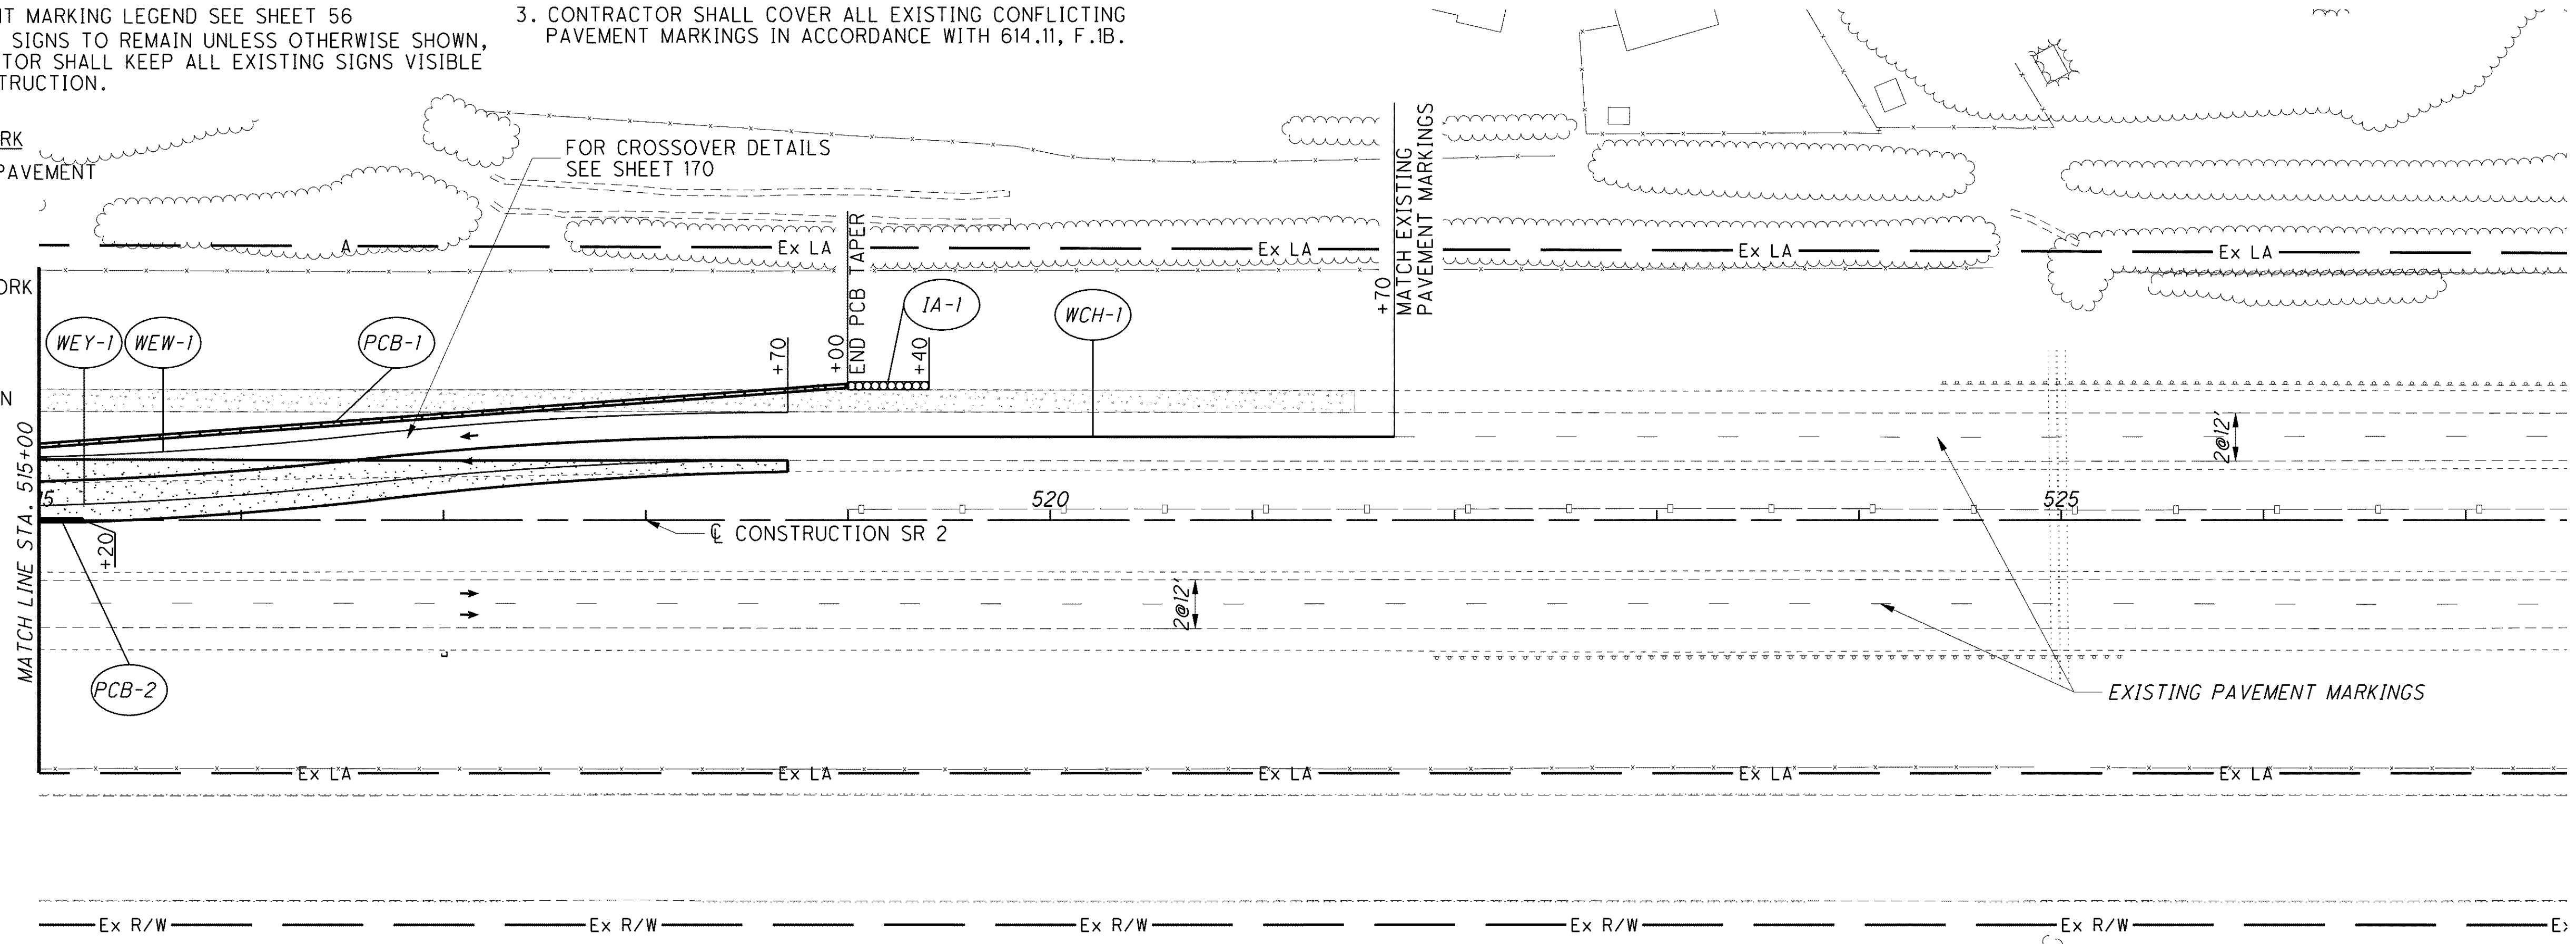 NT MARKING LEGEND SEE SHEET 56
SIGNS TO REMAIN UNLESS OTHERWISE SHOWN,
TOR SHALL KEEP ALL EXISTING SIGNS VISIBLE
TRUCTION.
3. CONTRACTOR SHALL COVER ALL EXISTING CONFLICTING
PAVEMENT MARKINGS IN ACCORDANCE WITH 614.11, F.1B.
RK
PAVEMENT
FOR CROSSOVER DETAILS
SEE SHEET 170
MATCH EXISTING
PAVEMENT MARKINGS
+70
A
Ex LA
Ex LA
Ex LA
Ex LA
ORK
END PCB TAPER
+00
IA-1
+40
WCH-1
WEY-1
WEW-1
PCB-1
+70
N
2@12'
MATCH LINE STA. 515+00
15
520
525
+20
℄ CONSTRUCTION SR 2
2@12'
PCB-2
EXISTING PAVEMENT MARKINGS
Ex LA
Ex LA
Ex LA
Ex LA
Ex LA
Ex R/W
Ex R/W
Ex R/W
Ex R/W
Ex R/W
Ex